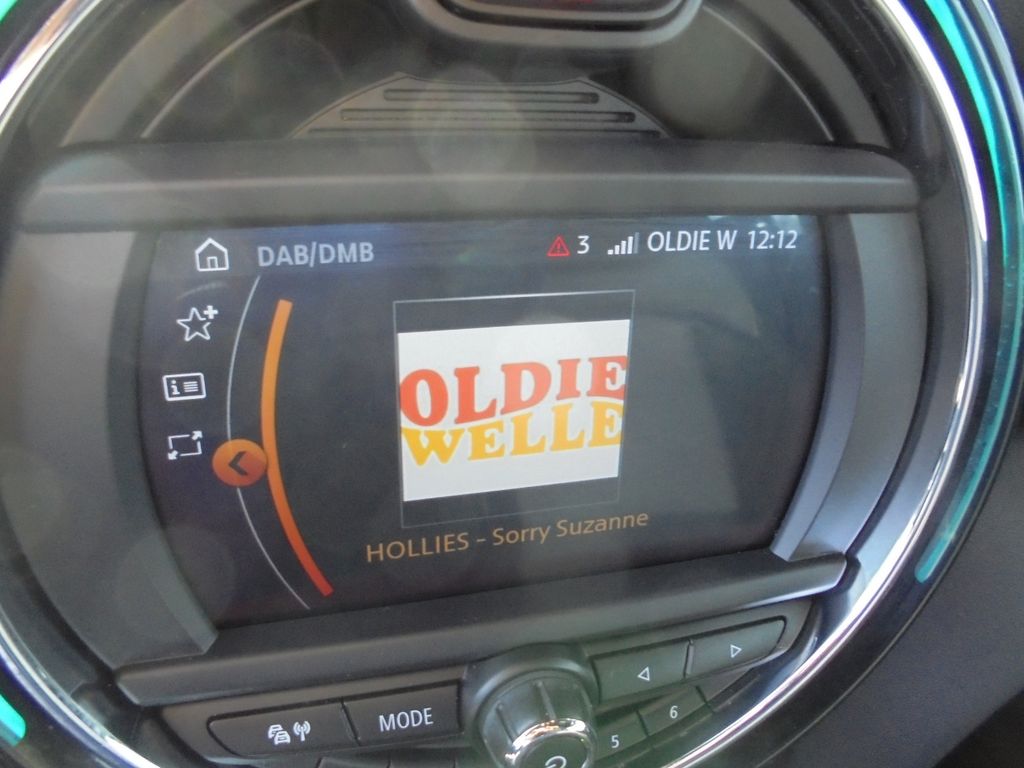 DAB/DMB
3 OLDIE W 12:12
OLDIE
WELLE
HOLLIES - Sorry Suzanne
MODE
5 6